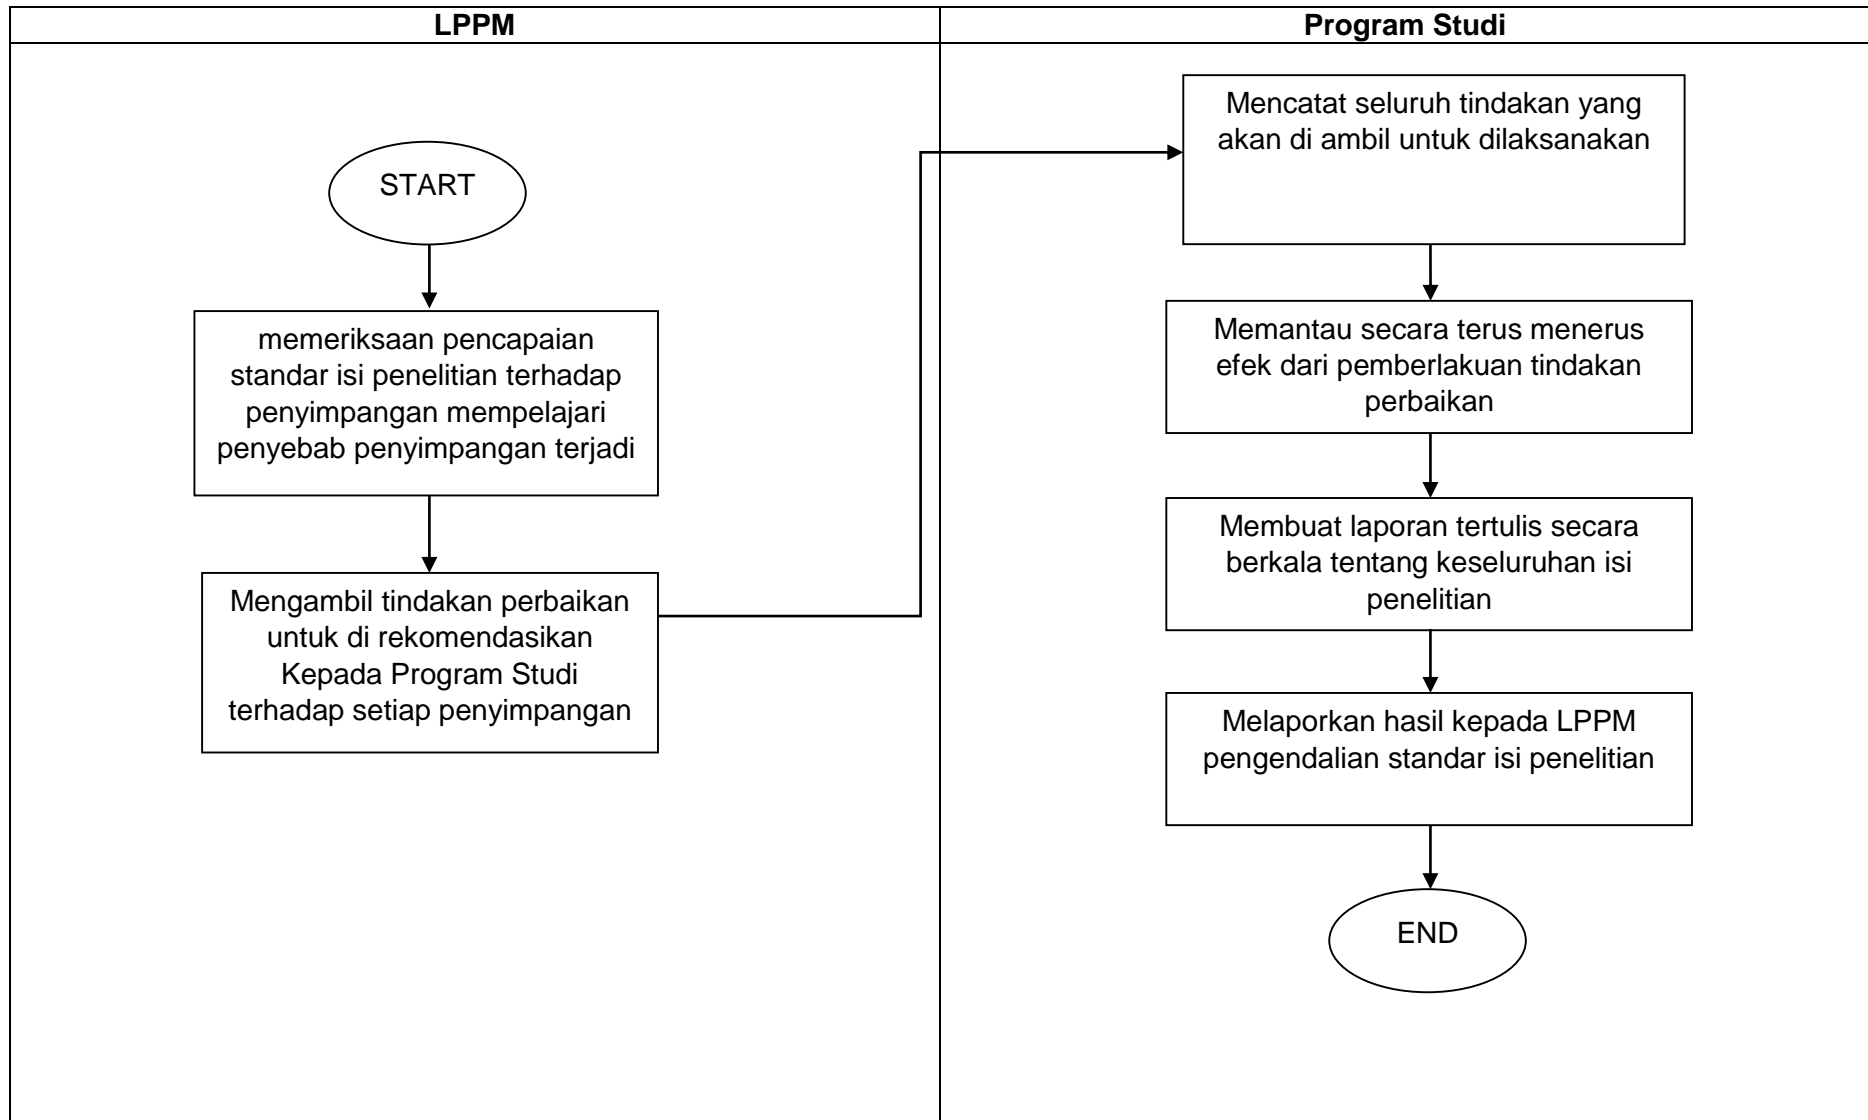 LPPM
Program Studi
START
memeriksaan pencapaian
standar isi penelitian terhadap
penyimpangan mempelajari
penyebab penyimpangan terjadi
Mengambil tindakan perbaikan
untuk di rekomendasikan
Kepada Program Studi
terhadap setiap penyimpangan
Mencatat seluruh tindakan yang
akan di ambil untuk dilaksanakan
Memantau secara terus menerus
efek dari pemberlakuan tindakan
perbaikan
Membuat laporan tertulis secara
berkala tentang keseluruhan isi
penelitian
Melaporkan hasil kepada LPPM
pengendalian standar isi penelitian
END